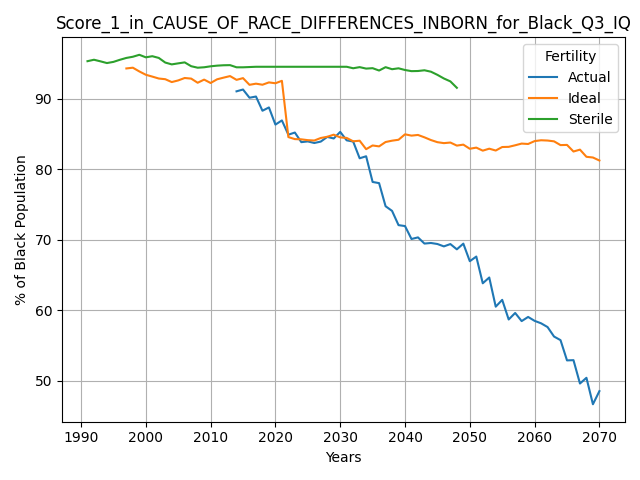 Score_1_in_CAUSE_OF_RACE_DIFFERENCES_INBORN_for_Black_Q3_IQ
Fertility
Actual
Ideal
Sterile
% of Black Population
90
80
70
60
50
1990 2000 2010 2020 2030 2040 2050 2060 2070
Years